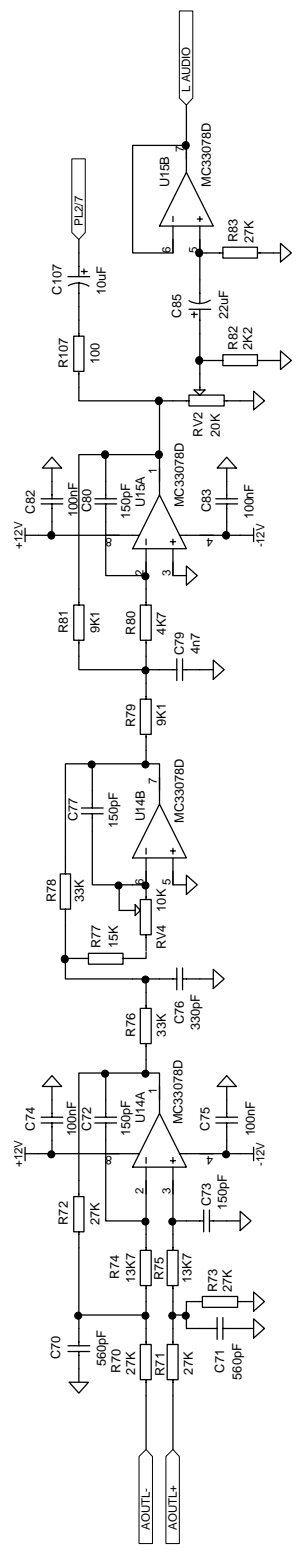 AOUTL-
AOUTL+
C70
560pF
R70
27K
R71
27K
C71
560pF
R73
27K
R72
27K
R74
13K7
R75
13K7
C73
150pF
+12V
C74
100nF
C72
150pF
U14A
MC33078D
2
3
1
8
4
C75
100nF
-12V
R76
33K
C76
330pF
R78
33K
R77
15K
RV4
10K
C77
150pF
U14B
MC33078D
6
5
7
R79
9K1
C79
4n7
R81
9K1
R80
4K7
+12V
C82
100nF
C80
150pF
U15A
MC33078D
2
3
1
8
4
C83
100nF
-12V
R107
100
C107
10uF
+
PL2/7
RV2
20K
R82
2K2
C85
22uF
+
R83
27K
U15B
MC33078D
6
5
7
L AUDIO